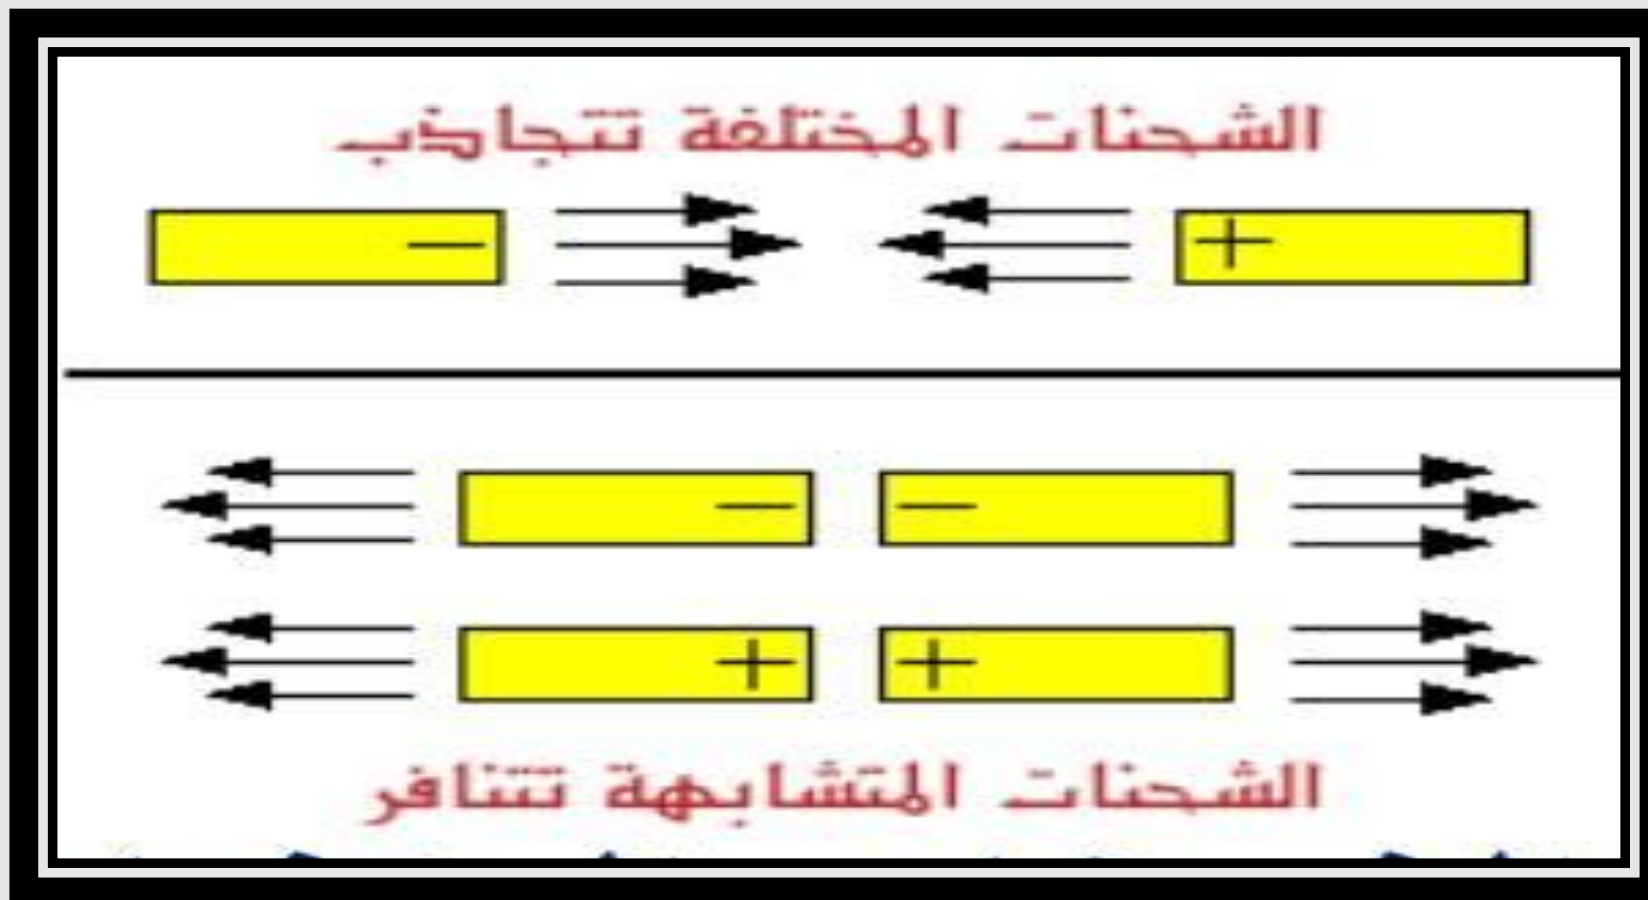 الشحنات المختلفة تتجاذب
— +
— —
+ +
الشحنات المتشابهة تتنافر